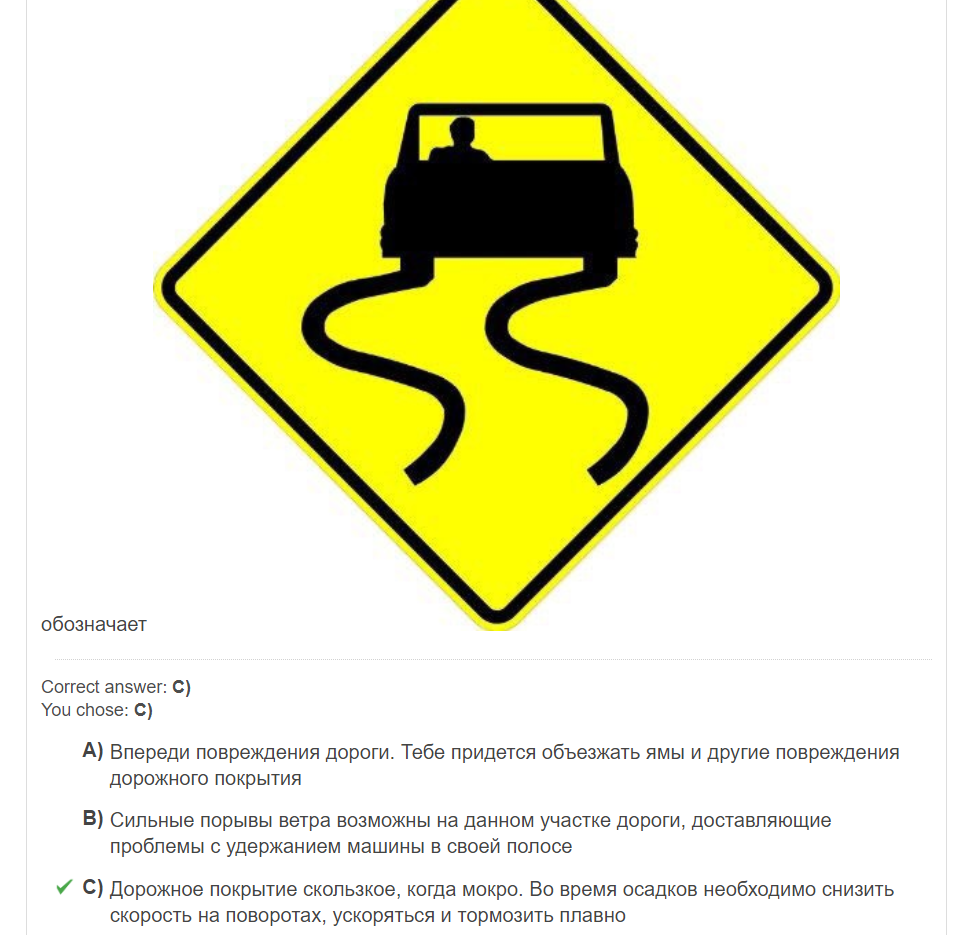 обозначает
Correct answer: C)
You chose: C)
A) Впереди повреждения дороги. Тебе придется объезжать ямы и другие повреждения
дорожного покрытия
B) Сильные порывы ветра возможны на данном участке дороги, доставляющие
проблемы с удержанием машины в своей полосе
C) Дорожное покрытие скользкое, когда мокро. Во время осадков необходимо снизить
скорость на поворотах, ускоряться и тормозить плавно